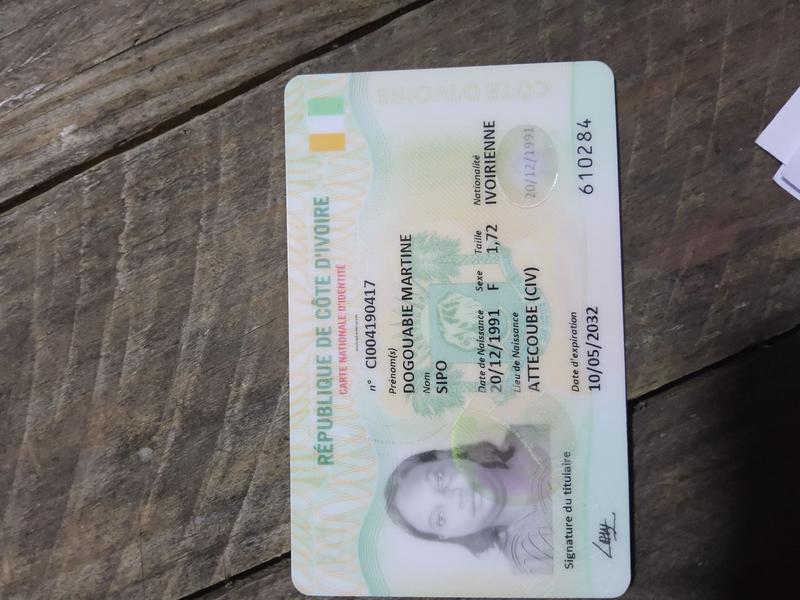 RÉPUBLIQUE DE CÔTE D'IVOIRE
CARTE NATIONALE D'IDENTITÉ
n° CI004190417
Prénom(s)
DOGOUABIE MARTINE
Nom
SIPO
Date de Naissance Sexe Taille Nationalité
20/12/1991 F 1,72 IVOIRIENNE
Lieu de Naissance
ATTECOUBE (CIV)
20/12/1991
Date d'expiration
10/05/2032
610284
Signature du titulaire
CÔTE D'IVOIRE